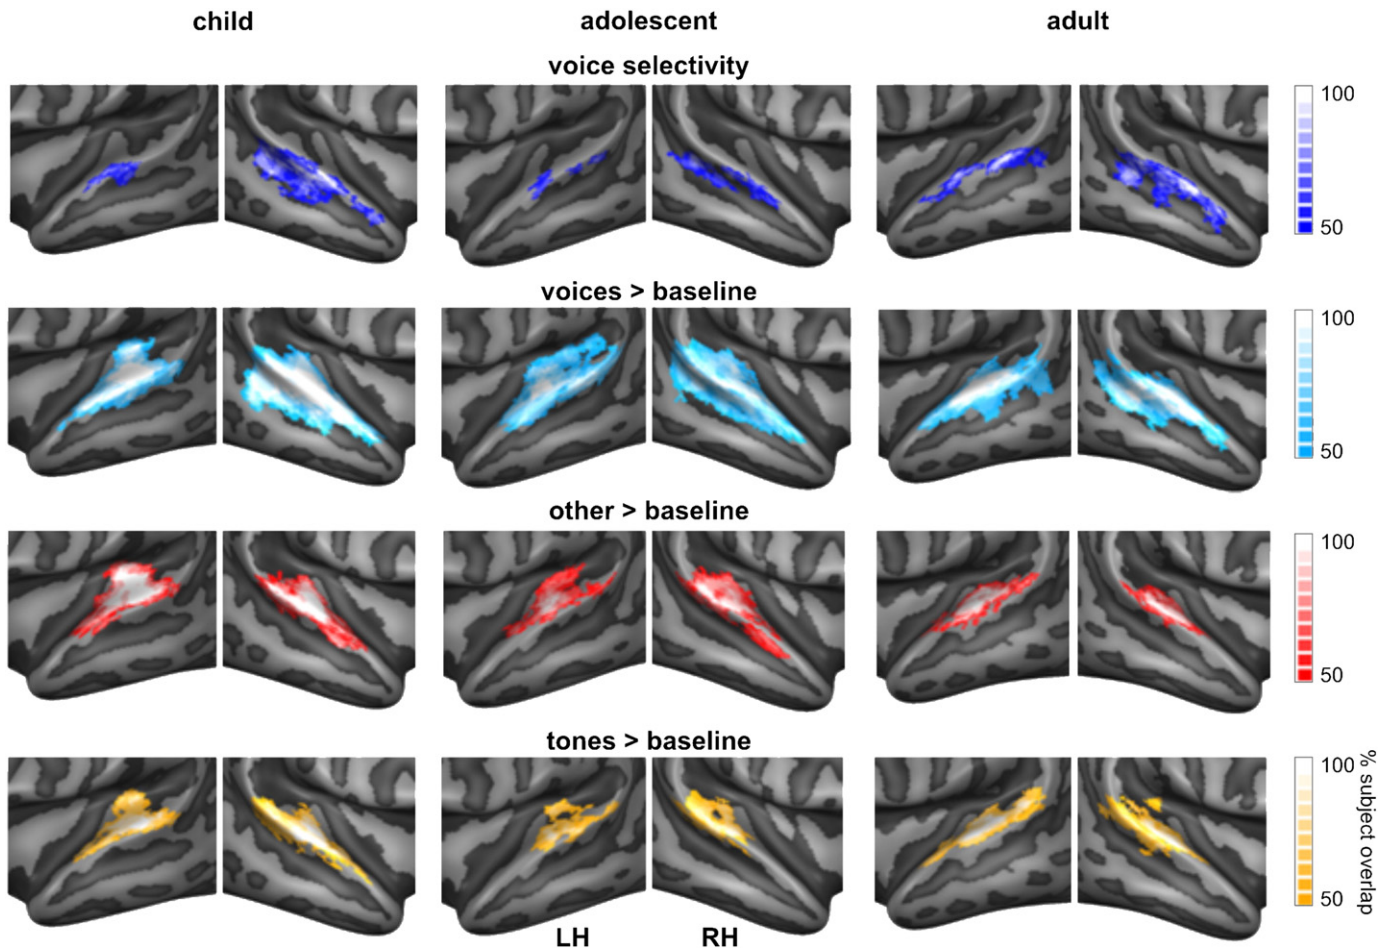 child adolescent adult
voice selectivity
100
50
voices > baseline
100
50
other > baseline
100
50
tones > baseline
100
50
% subject overlap
LH RH